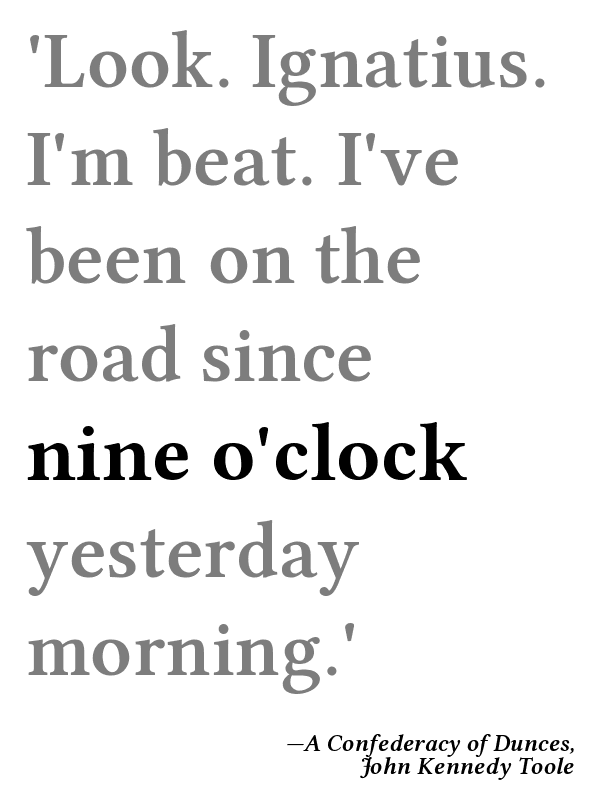 'Look. Ignatius.
I'm beat. I've
been on the
road since
nine o'clock
yesterday
morning.'
—A Confederacy of Dunces,
John Kennedy Toole